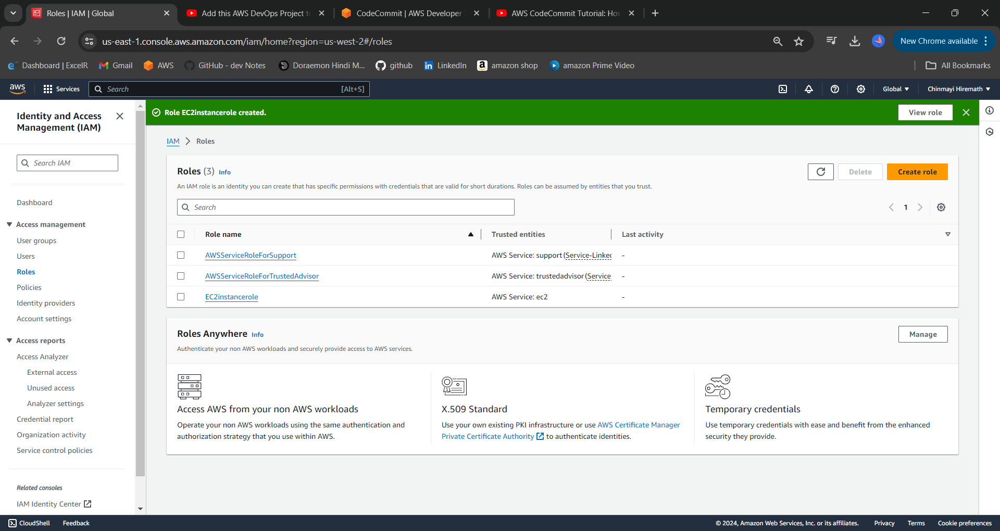 Roles | IAM | Global
Add this AWS DevOps Project to
CodeCommit | AWS Developer
AWS CodeCommit Tutorial: How
us-east-1.console.aws.amazon.com/iam/home?region=us-west-2#/roles
New Chrome available
Dashboard | ExcelR
Gmail
AWS
GitHub - dev Notes
Doraemon Hindi M...
github
LinkedIn
amazon shop
amazon Prime Video
All Bookmarks
aws
Services
Search
[Alt+S]
Global
Chinmayi Hiremath
Identity and Access
Management (IAM)
Search IAM
Dashboard
Access management
User groups
Users
Roles
Policies
Identity providers
Account settings
Access reports
Access Analyzer
External access
Unused access
Analyzer settings
Credential report
Organization activity
Service control policies
Related consoles
IAM Identity Center
Role EC2instancerole created.
View role
IAM
Roles
Roles (3) Info
Delete
Create role
An IAM role is an identity you can create that has specific permissions with credentials that are valid for short durations. Roles can be assumed by entities that you trust.
Search
1
Role name
Trusted entities
Last activity
AWSServiceRoleForSupport
AWS Service: support (Service-Linked
-
AWSServiceRoleForTrustedAdvisor
AWS Service: trustedadvisor (Service
-
EC2instancerole
AWS Service: ec2
-
Roles Anywhere Info
Manage
Authenticate your non AWS workloads and securely provide access to AWS services.
Access AWS from your non AWS workloads
Operate your non AWS workloads using the same authentication and
authorization strategy that you use within AWS.
X.509 Standard
Use your own existing PKI infrastructure or use AWS Certificate Manager
Private Certificate Authority to authenticate identities.
Temporary credentials
Use temporary credentials with ease and benefit from the enhanced
security they provide.
CloudShell
Feedback
© 2024, Amazon Web Services, Inc. or its affiliates.
Privacy
Terms
Cookie preferences